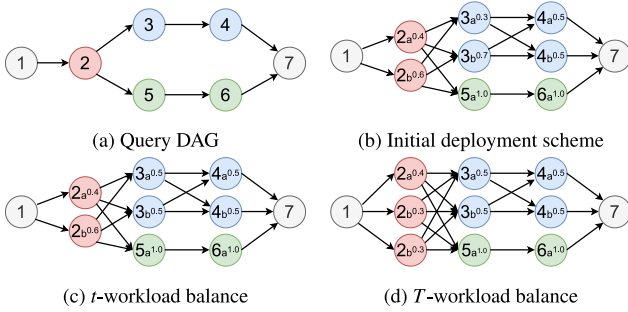 1 2 3 4 5 6 7
(a) Query DAG
1 2a0.4 2b0.6 3a0.3 3b0.7 5a1.0 4a0.5 4b0.5 6a1.0 7
(b) Initial deployment scheme
1 2a0.4 2b0.6 3a0.5 3b0.5 5a1.0 4a0.5 4b0.5 6a1.0 7
(c) t-workload balance
1 2a0.4 2b0.3 2b0.3 3a0.5 3b0.5 5a1.0 4a0.5 4b0.5 6a1.0 7
(d) T-workload balance